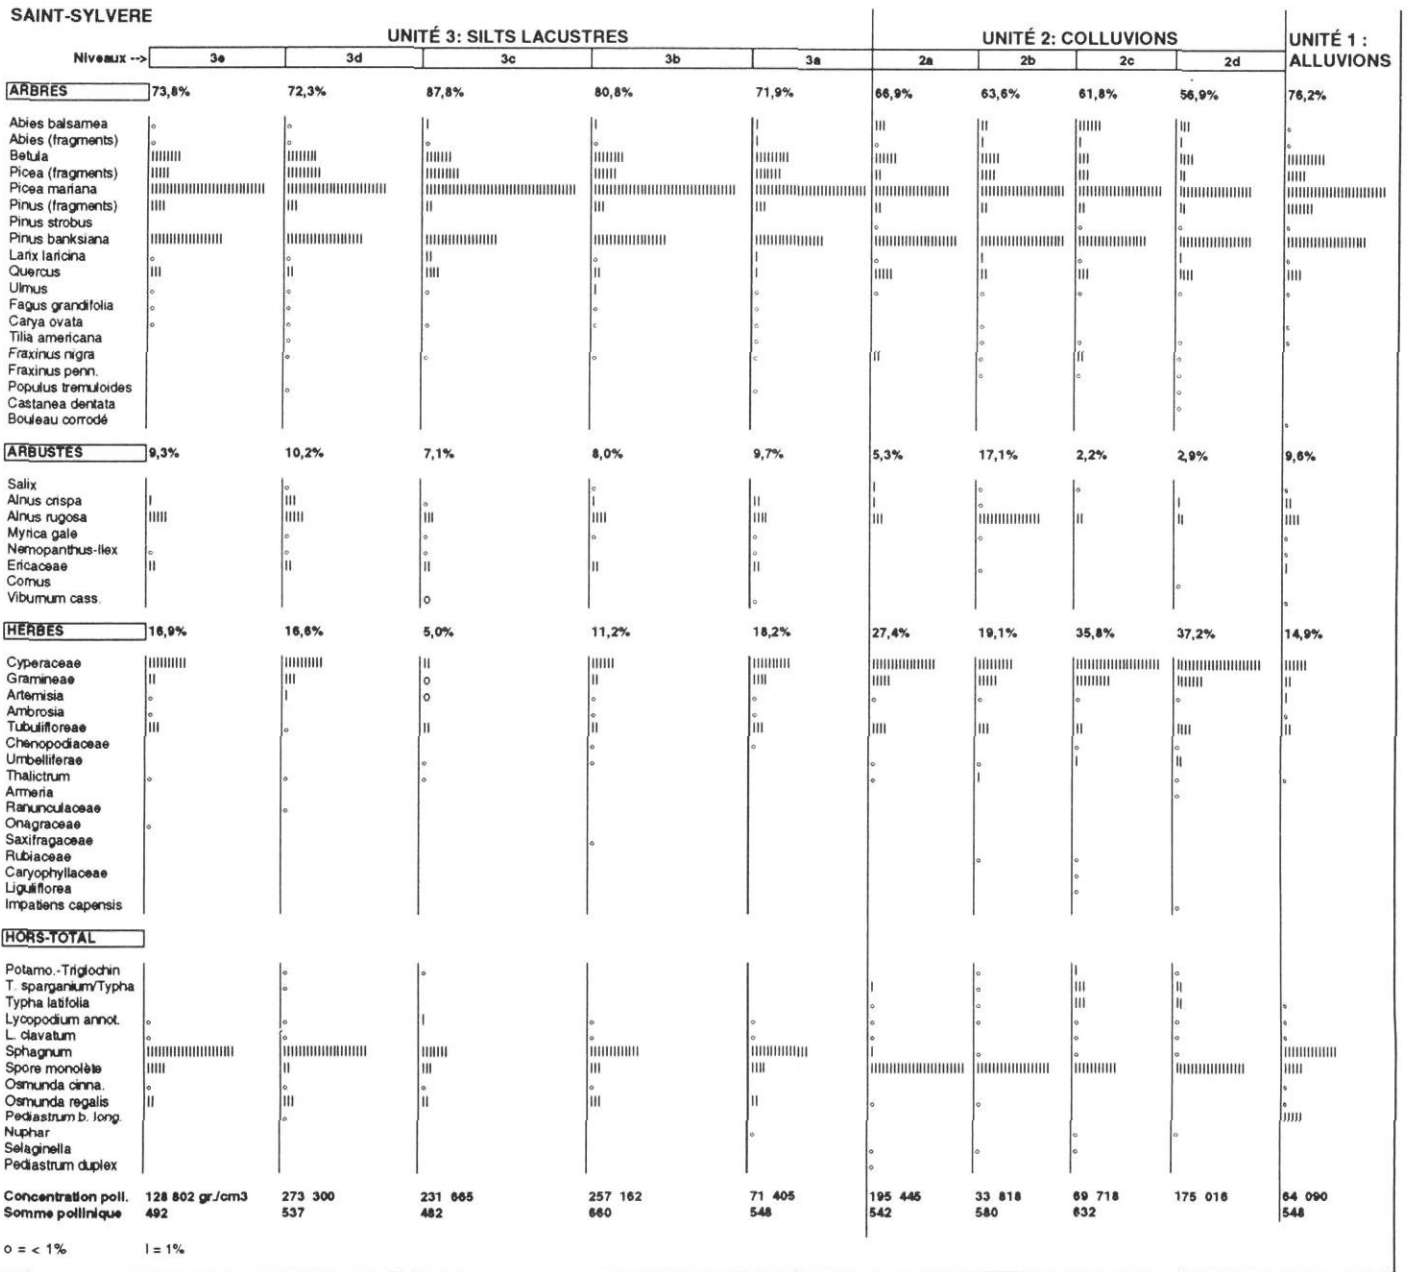 SAINT-SYLVERE
UNITÉ 3: SILTS LACUSTRES UNITÉ 2: COLLUVIONS UNITÉ 1 :
Niveaux --> 3e 3d 3c 3b 3a 2a 2b 2c 2d ALLUVIONS
ARBRES 73,8% 72,3% 87,8% 80,8% 71,9% 66,9% 63,6% 61,8% 56,9% 76,2%
Abies balsamea
Abies (fragments)
Betula
Picea (fragments)
Picea mariana
Pinus (fragments)
Pinus strobus
Pinus banksiana
Larix laricina
Quercus
Ulmus
Fagus grandifolia
Carya ovata
Tilia americana
Fraxinus nigra
Fraxinus penn.
Populus tremuloides
Castanea dentata
Bouleau corrodé
ARBUSTES 9,3% 10,2% 7,1% 8,0% 9,7% 5,3% 17,1% 2,2% 2,9% 9,6%
Salix
Alnus crispa
Alnus rugosa
Myrica gale
Nemopanthus-Ilex
Ericaceae
Cornus
Viburnum cass.
HERBES 16,9% 16,6% 5,0% 11,2% 18,2% 27,4% 19,1% 35,8% 37,2% 14,9%
Cyperaceae
Gramineae
Artemisia
Ambrosia
Tubulifloreae
Chenopodiaceae
Umbelliferae
Thalictrum
Armeria
Ranunculaceae
Onagraceae
Saxifragaceae
Rubiaceae
Caryophyllaceae
Liguliflorea
Impatiens capensis
HORS-TOTAL
Potamo.-Triglochin
T. sparganium/Typha
Typha latifolia
Lycopodium annot.
L. clavatum
Sphagnum
Spore monolète
Osmunda cinna.
Osmunda regalis
Pediastrum b. long.
Nuphar
Selaginella
Pediastrum duplex
Concentration poll. 128 802 gr./cm3 273 300 231 665 257 162 71 405 195 445 33 818 69 718 175 016 64 090
Somme pollinique 492 537 482 660 548 542 580 632 548
o = < 1% I = 1%